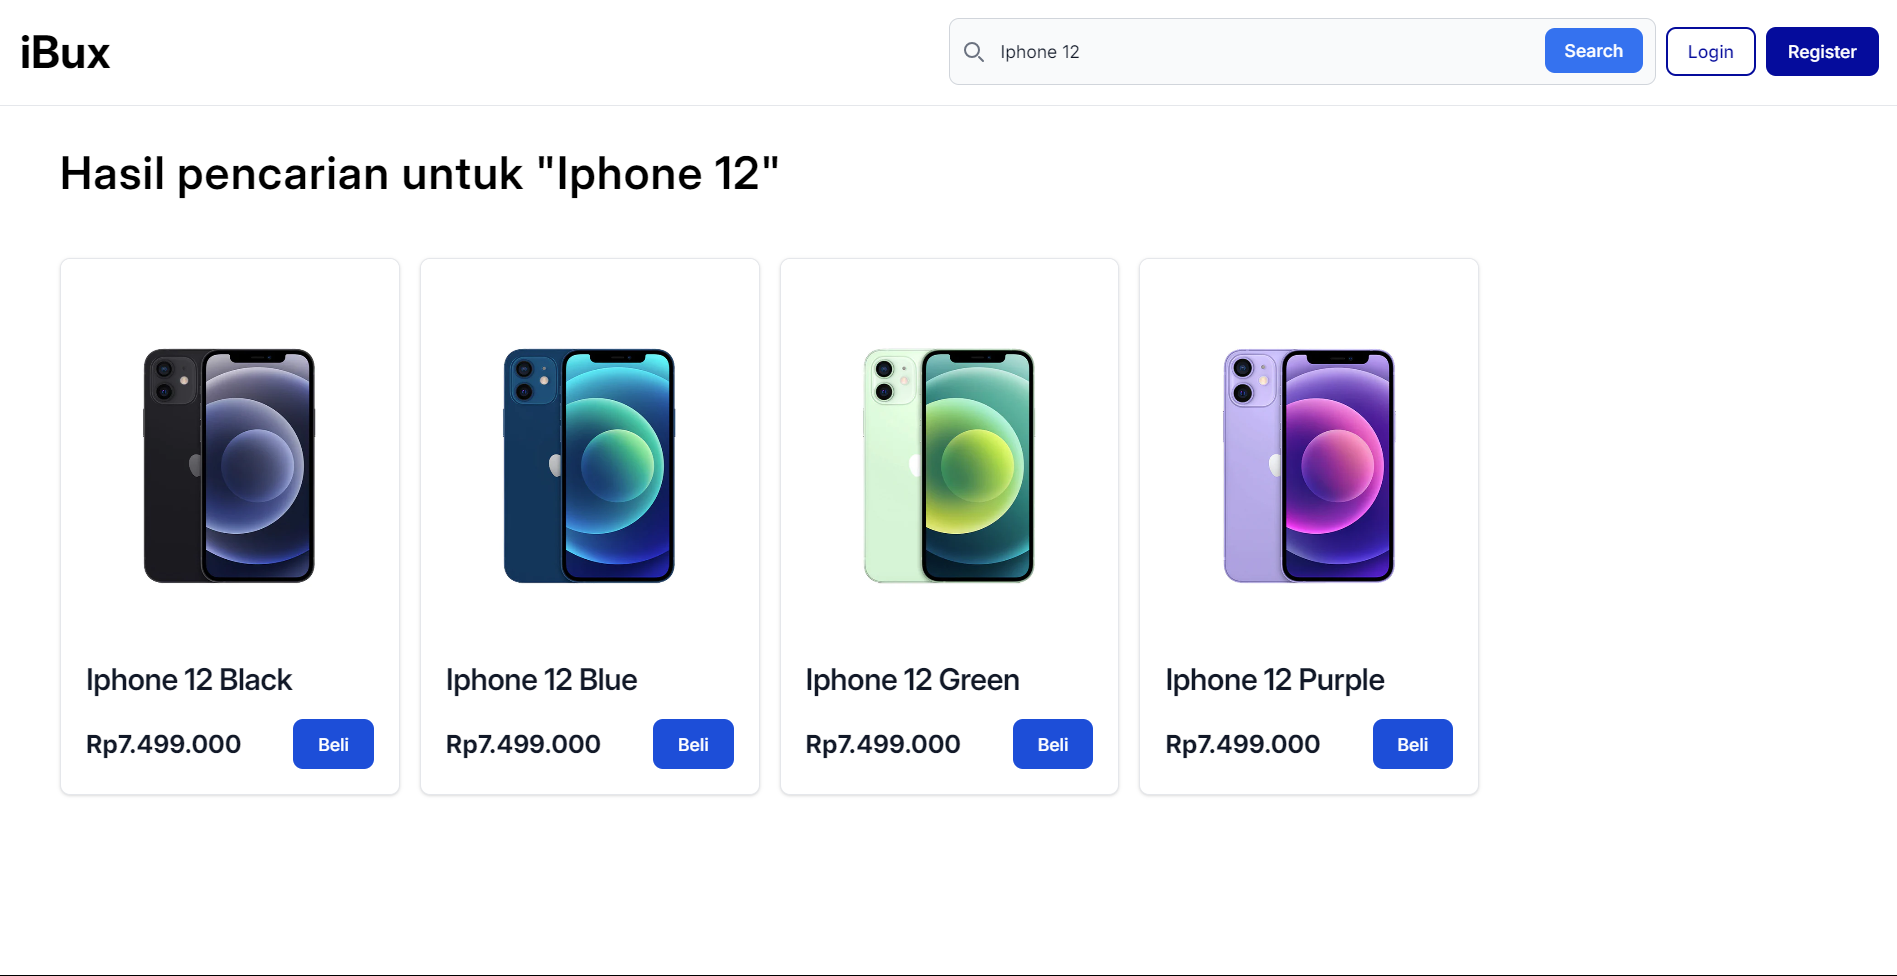 iBux
Iphone 12
Search
Login
Register
Hasil pencarian untuk "Iphone 12"
Iphone 12 Black
Rp7.499.000
Beli
Iphone 12 Blue
Rp7.499.000
Beli
Iphone 12 Green
Rp7.499.000
Beli
Iphone 12 Purple
Rp7.499.000
Beli